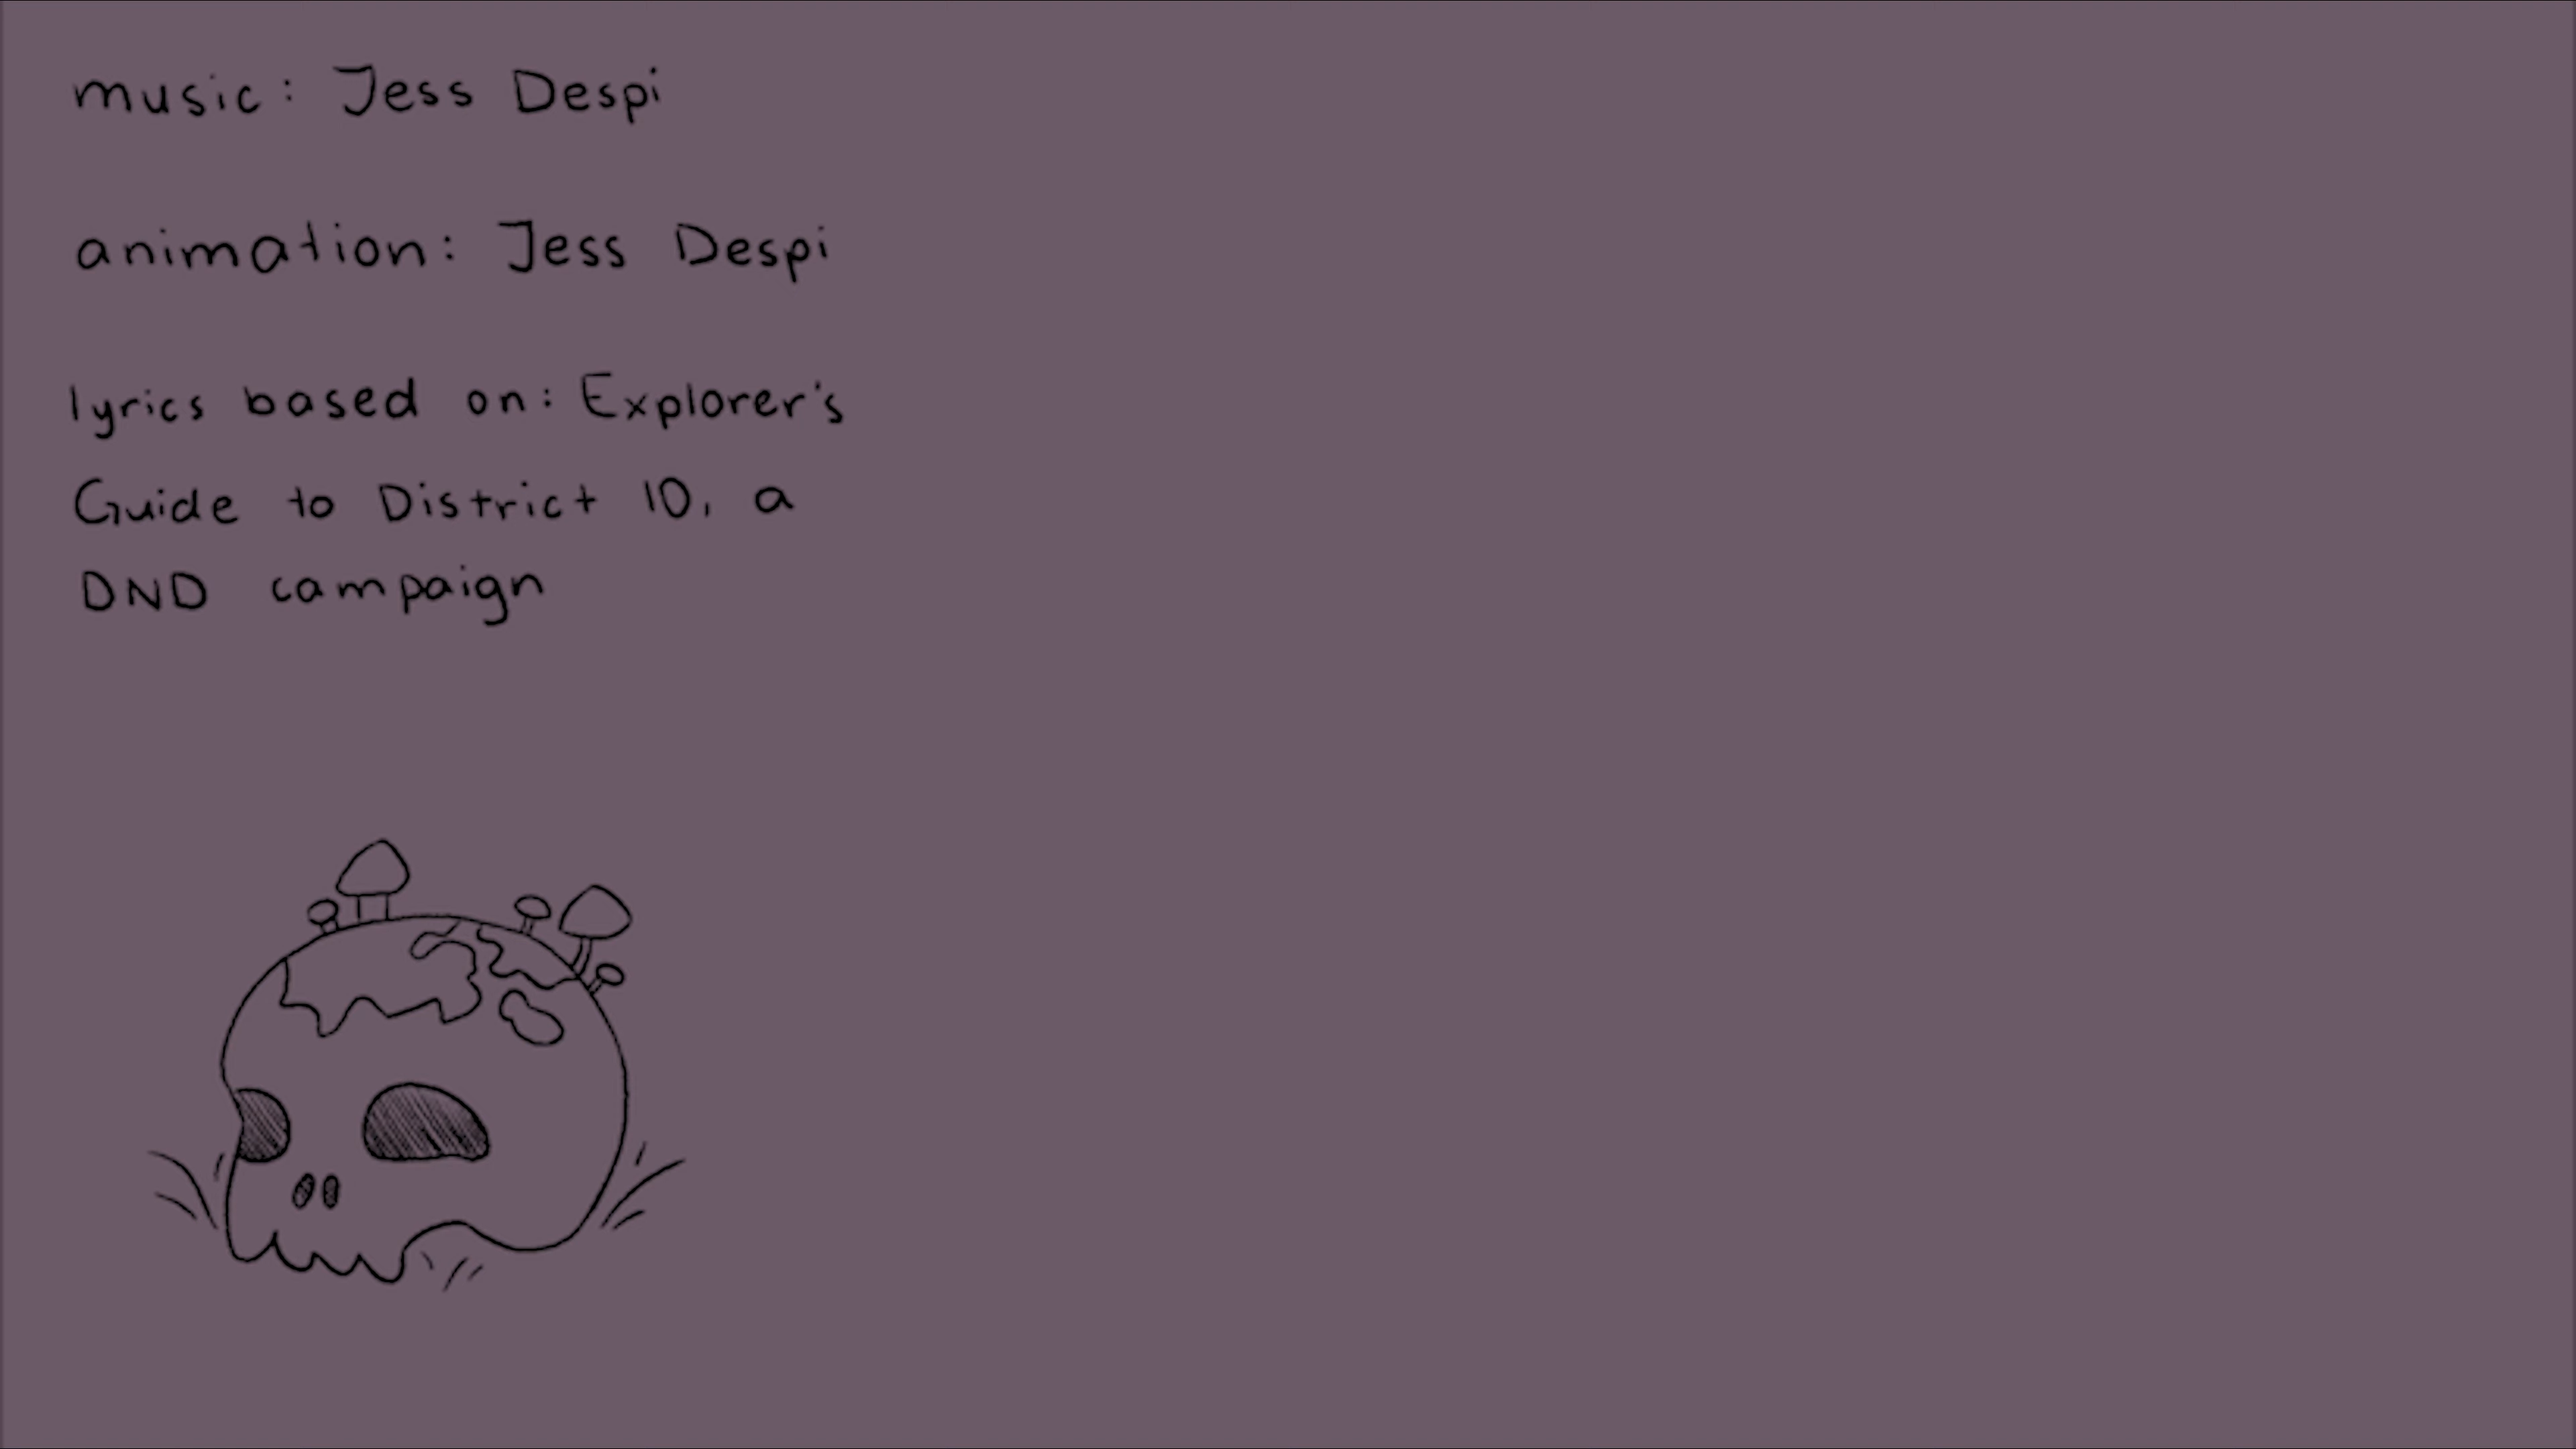 music: Jess Despi
animation: Jess Despi
lyrics based on: Explorer's
Guide to District 10, a
DND campaign